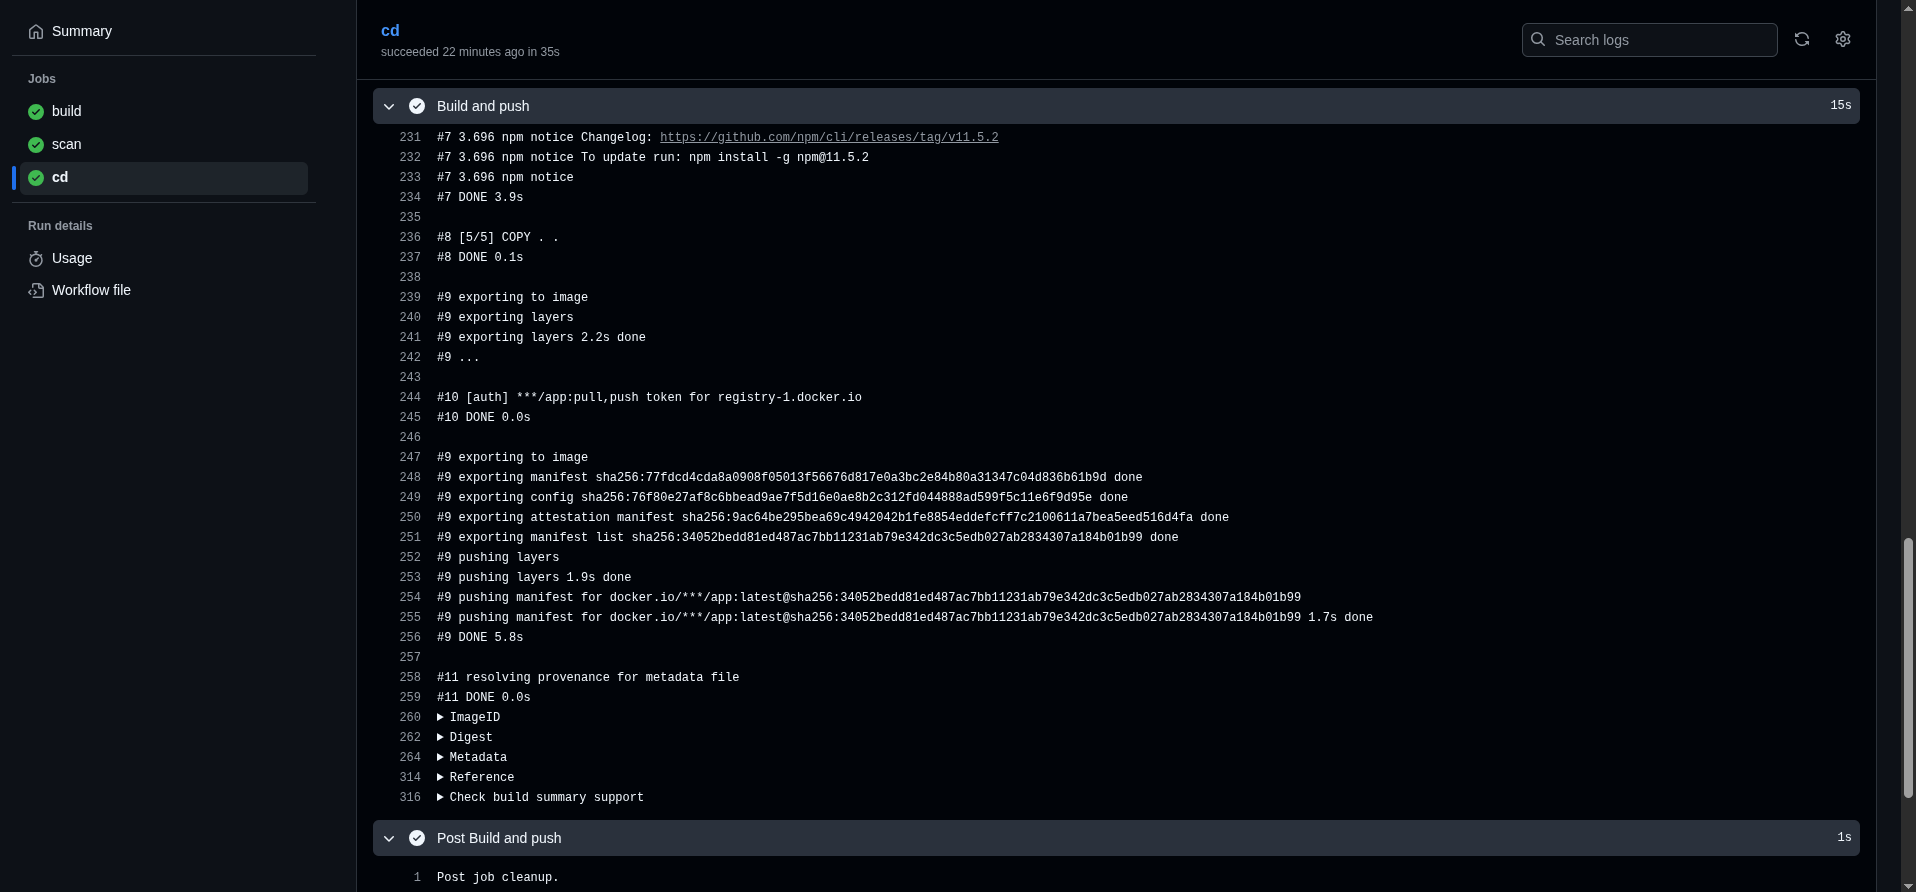 Summary
Jobs
build
scan
cd
Run details
Usage
Workflow file
cd
succeeded 22 minutes ago in 35s
Search logs
Build and push 15s
231 #7 3.696 npm notice Changelog: https://github.com/npm/cli/releases/tag/v11.5.2
232 #7 3.696 npm notice To update run: npm install -g npm@11.5.2
233 #7 3.696 npm notice
234 #7 DONE 3.9s
235
236 #8 [5/5] COPY . .
237 #8 DONE 0.1s
238
239 #9 exporting to image
240 #9 exporting layers
241 #9 exporting layers 2.2s done
242 #9 ...
243
244 #10 [auth] ***/app:pull,push token for registry-1.docker.io
245 #10 DONE 0.0s
246
247 #9 exporting to image
248 #9 exporting manifest sha256:77fdcd4cda8a0908f05013f56676d817e0a3bc2e84b80a31347c04d836b61b9d done
249 #9 exporting config sha256:76f80e27af8c6bbead9ae7f5d16e0ae8b2c312fd044888ad599f5c11e6f9d95e done
250 #9 exporting attestation manifest sha256:9ac64be295bea69c4942042b1fe8854eddefcff7c2100611a7bea5eed516d4fa done
251 #9 exporting manifest list sha256:34052bedd81ed487ac7bb11231ab79e342dc3c5edb027ab2834307a184b01b99 done
252 #9 pushing layers
253 #9 pushing layers 1.9s done
254 #9 pushing manifest for docker.io/***/app:latest@sha256:34052bedd81ed487ac7bb11231ab79e342dc3c5edb027ab2834307a184b01b99
255 #9 pushing manifest for docker.io/***/app:latest@sha256:34052bedd81ed487ac7bb11231ab79e342dc3c5edb027ab2834307a184b01b99 1.7s done
256 #9 DONE 5.8s
257
258 #11 resolving provenance for metadata file
259 #11 DONE 0.0s
260 ▶ ImageID
262 ▶ Digest
264 ▶ Metadata
314 ▶ Reference
316 ▶ Check build summary support
Post Build and push 1s
1 Post job cleanup.